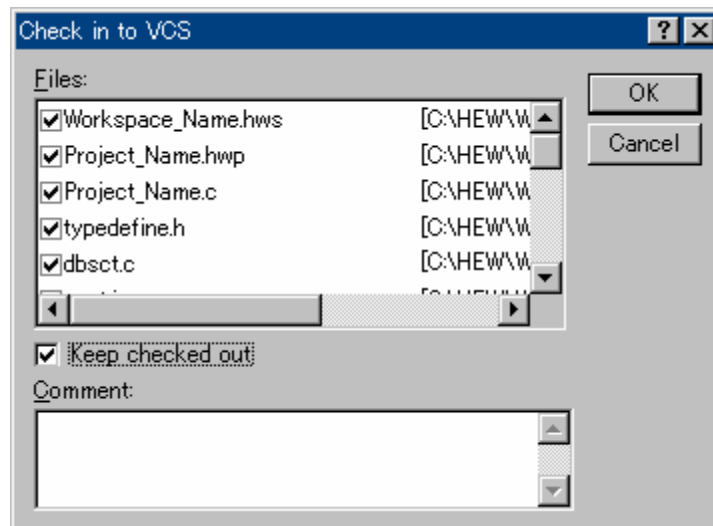 Check in to VCS
Files:
OK
Workspace_Name.hws [C:\HEW\W
Project_Name.hwp [C:\HEW\W
Cancel
Project_Name.c [C:\HEW\W
typedefine.h [C:\HEW\W
dbsct.c [C:\HEW\W
Keep checked out
Comment: